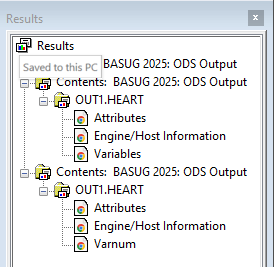 Results
x
Results
Saved to this PC
BASUG 2025: ODS Output
Contents: BASUG 2025: ODS Output
OUT1.HEART
Attributes
Engine/Host Information
Variables
Contents: BASUG 2025: ODS Output
OUT1.HEART
Attributes
Engine/Host Information
Varnum